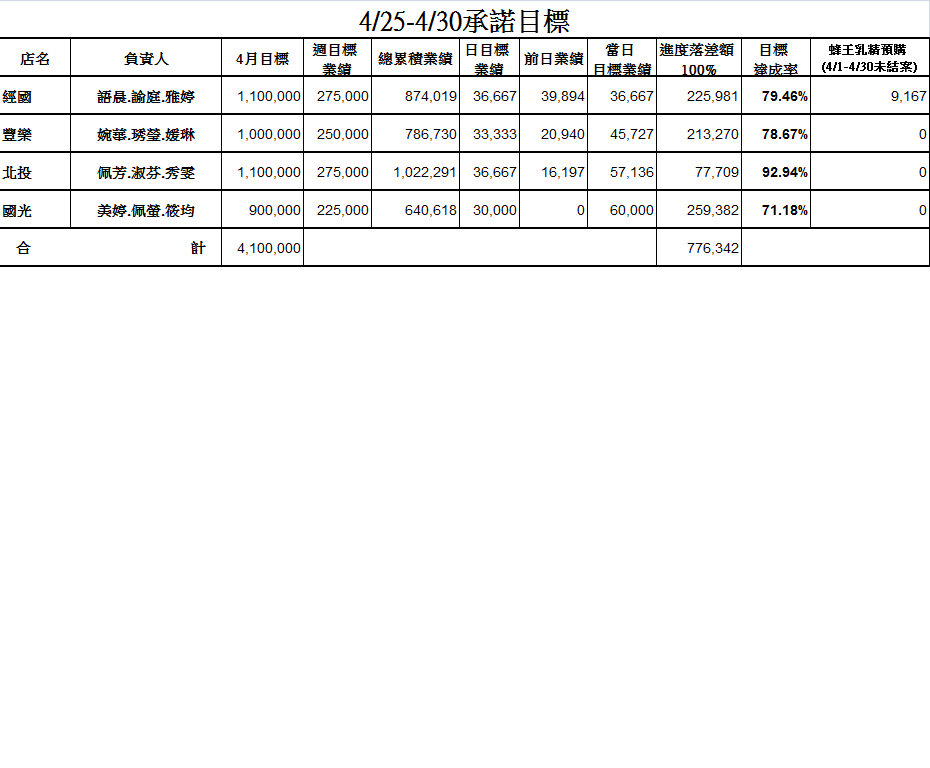 4/25-4/30承諾目標
店名 負責人 4月目標 週目標業績 總累積業績 日目標業績 前日業績 當日目標業績 進度落差額100% 目標達成率 蜂王乳精預購(4/1-4/30未結案)
經國 語晨.諭庭.雅婷 1,100,000 275,000 874,019 36,667 39,894 36,667 225,981 79.46% 9,167
豐樂 婉華.琇瑩.媛琳 1,000,000 250,000 786,730 33,333 20,940 45,727 213,270 78.67% 0
北投 佩芳.淑芬.秀雯 1,100,000 275,000 1,022,291 36,667 16,197 57,136 77,709 92.94% 0
國光 美婷.佩螢.筱均 900,000 225,000 640,618 30,000 0 60,000 259,382 71.18% 0
合計 4,100,000 776,342